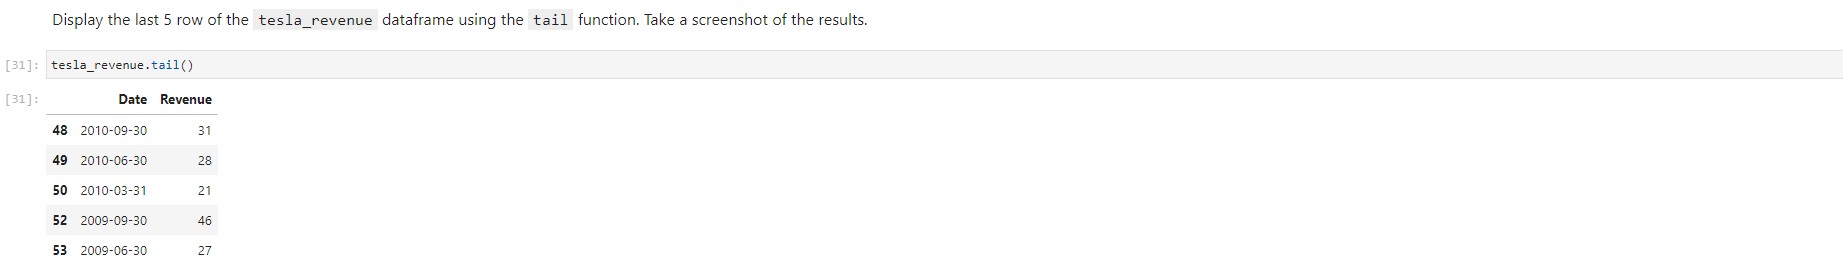 Display the last 5 row of the tesla_revenue dataframe using the tail function. Take a screenshot of the results.
[31]: tesla_revenue.tail()
[31]: Date Revenue
48 2010-09-30 31
49 2010-06-30 28
50 2010-03-31 21
52 2009-09-30 46
53 2009-06-30 27